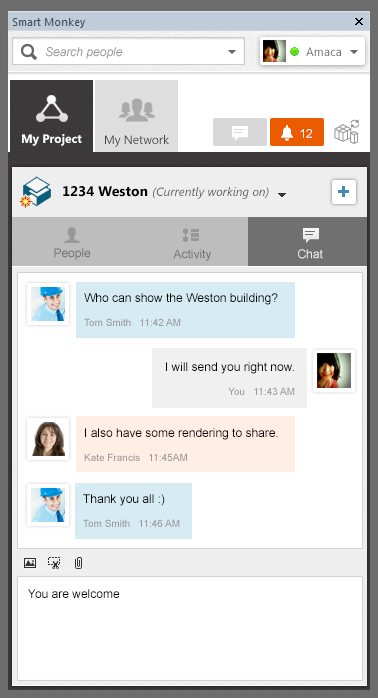 Smart Monkey
Search people
Amaca
My Project
My Network
12
1234 Weston (Currently working on)
People
Activity
Chat
Who can show the Weston building?
Tom Smith 11:42 AM
I will send you right now.
You 11:43 AM
I also have some rendering to share.
Kate Francis 11:45AM
Thank you all :)
Tom Smith 11:46 AM
You are welcome